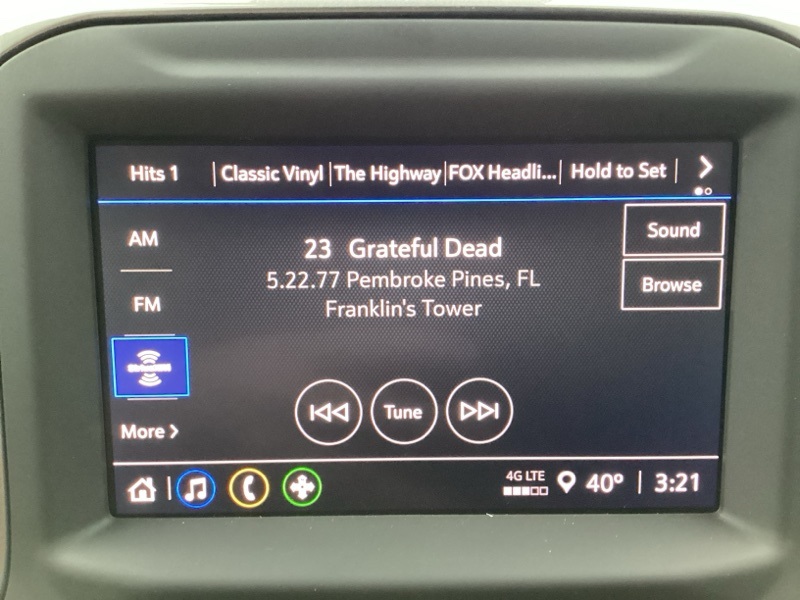 Hits 1 | Classic Vinyl | The Highway | FOX Headli... | Hold to Set |
AM
23 Grateful Dead
Sound
5.22.77 Pembroke Pines, FL
Browse
FM
Franklin's Tower
More >
Tune
4G LTE
40° | 3:21